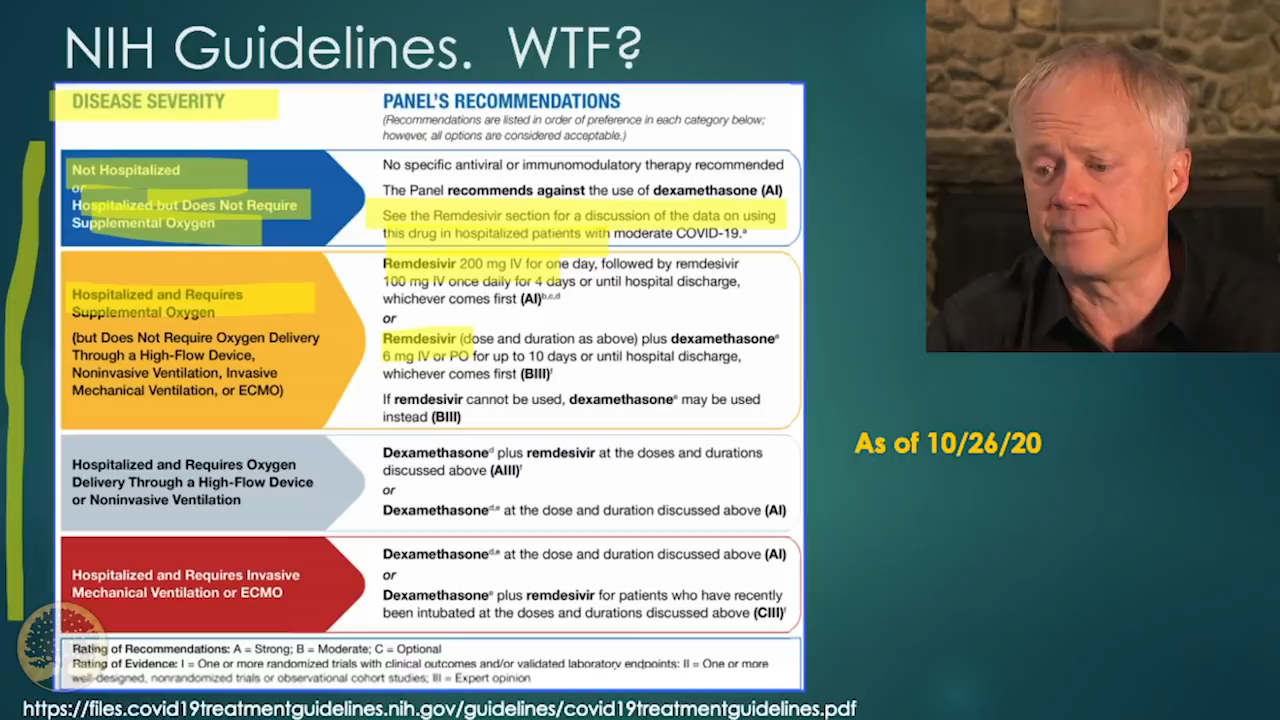 NIH Guidelines. WTF?
DISEASE SEVERITY
PANEL'S RECOMMENDATIONS
(Recommendations are listed in order of preference in each category below;
however, all options are considered acceptable.)
Not Hospitalized
or
Hospitalized but Does Not Require
Supplemental Oxygen
No specific antiviral or immunomodulatory therapy recommended
The Panel recommends against the use of dexamethasone (AI)
See the Remdesivir section for a discussion of the data on using
this drug in hospitalized patients with moderate COVID-19.ᵃ
Hospitalized and Requires
Supplemental Oxygen
(but Does Not Require Oxygen Delivery
Through a High-Flow Device,
Noninvasive Ventilation, Invasive
Mechanical Ventilation, or ECMO)
Remdesivir 200 mg IV for one day, followed by remdesivir
100 mg IV once daily for 4 days or until hospital discharge,
whichever comes first (AI)ᵇ,ᶜ,ᵈ
or
Remdesivir (dose and duration as above) plus dexamethasoneᵉ
6 mg IV or PO for up to 10 days or until hospital discharge,
whichever comes first (BIII)ᶠ
If remdesivir cannot be used, dexamethasoneᵉ may be used
instead (BIII)
Hospitalized and Requires Oxygen
Delivery Through a High-Flow Device
or Noninvasive Ventilation
Dexamethasoneᵈ plus remdesivir at the doses and durations
discussed above (AIII)ᶠ
or
Dexamethasoneᵈ,ᵉ at the dose and duration discussed above (AI)
Hospitalized and Requires Invasive
Mechanical Ventilation or ECMO
Dexamethasoneᵈ,ᵉ at the dose and duration discussed above (AI)
or
Dexamethasoneᵉ plus remdesivir for patients who have recently
been intubated at the doses and durations discussed above (CIII)ᶠ
Rating of Recommendations: A = Strong; B = Moderate; C = Optional
Rating of Evidence: I = One or more randomized trials with clinical outcomes and/or validated laboratory endpoints; II = One or more
well-designed, nonrandomized trials or observational cohort studies; III = Expert opinion
As of 10/26/20
https://files.covid19treatmentguidelines.nih.gov/guidelines/covid19treatmentguidelines.pdf